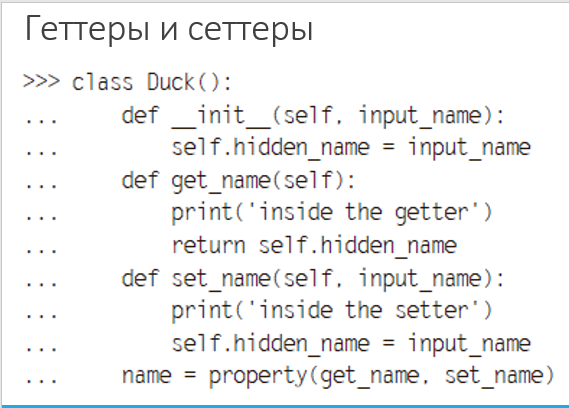 Геттеры и сеттеры
>>> class Duck():
...     def __init__(self, input_name):
...         self.hidden_name = input_name
...     def get_name(self):
...         print('inside the getter')
...         return self.hidden_name
...     def set_name(self, input_name):
...         print('inside the setter')
...         self.hidden_name = input_name
...     name = property(get_name, set_name)